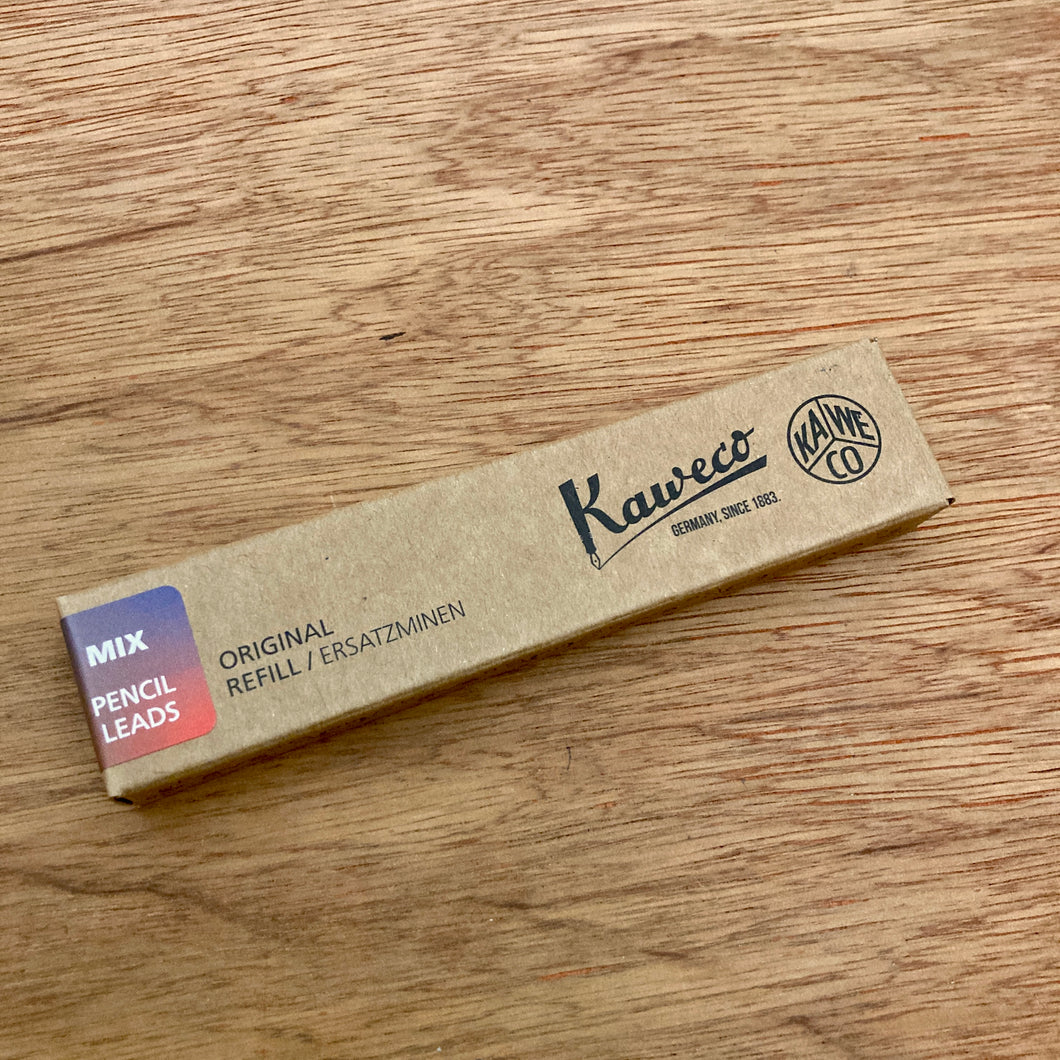 MIX
PENCIL
LEADS
ORIGINAL
REFILL / ERSATZMINEN
Kaweco
GERMANY, SINCE 1883.
KA WE
CO